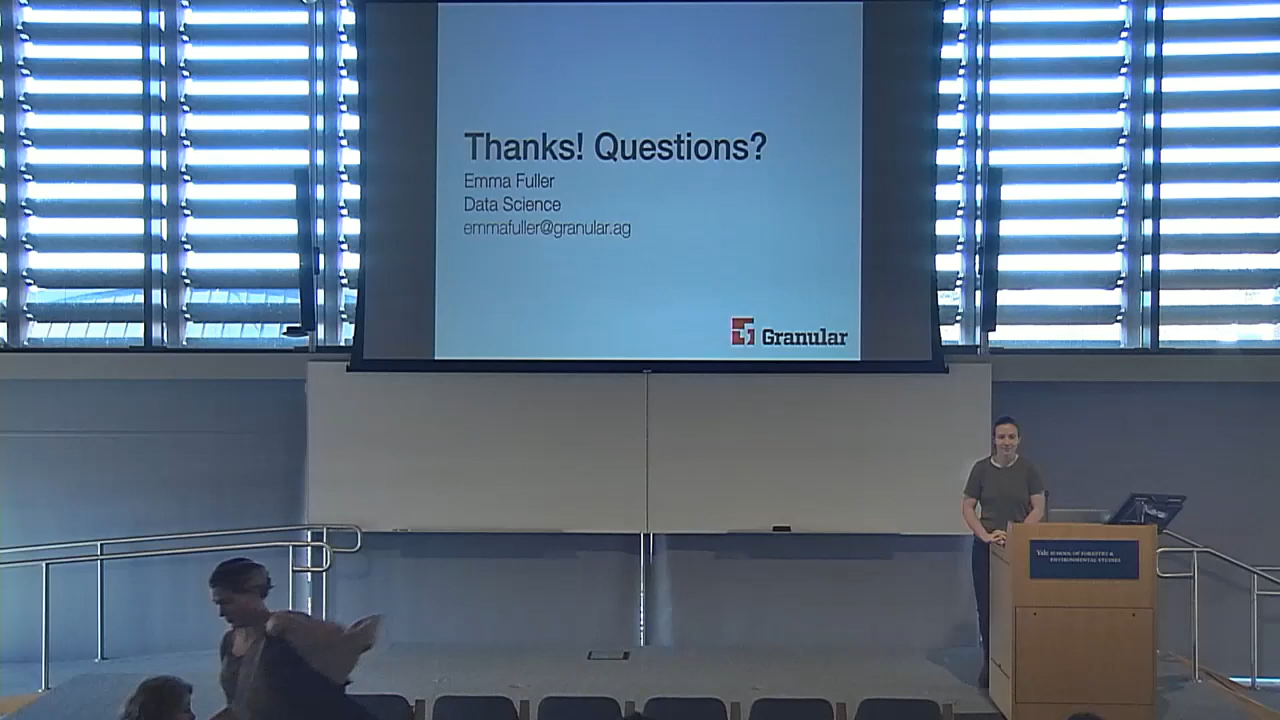 Thanks! Questions?
Emma Fuller
Data Science
emmafuller@granular.ag
Granular
Yale SCHOOL OF FORESTRY &
ENVIRONMENTAL STUDIES